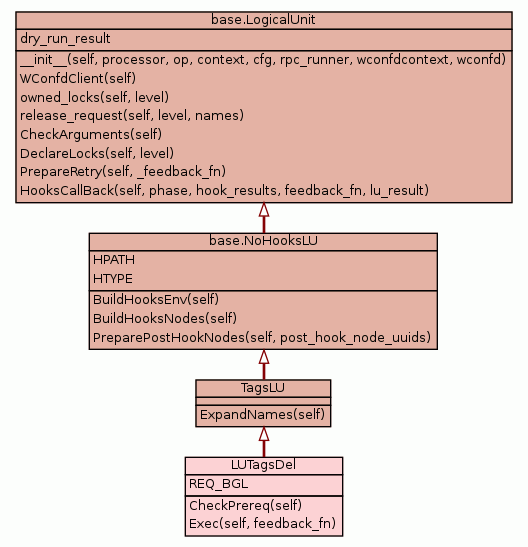 base.LogicalUnit
dry_run_result
__init__(self, processor, op, context, cfg, rpc_runner, wconfdcontext, wconfd)
WConfdClient(self)
owned_locks(self, level)
release_request(self, level, names)
CheckArguments(self)
DeclareLocks(self, level)
PrepareRetry(self, _feedback_fn)
HooksCallBack(self, phase, hook_results, feedback_fn, lu_result)
base.NoHooksLU
HPATH
HTYPE
BuildHooksEnv(self)
BuildHooksNodes(self)
PreparePostHookNodes(self, post_hook_node_uuids)
TagsLU
ExpandNames(self)
LUTagsDel
REQ_BGL
CheckPrereq(self)
Exec(self, feedback_fn)